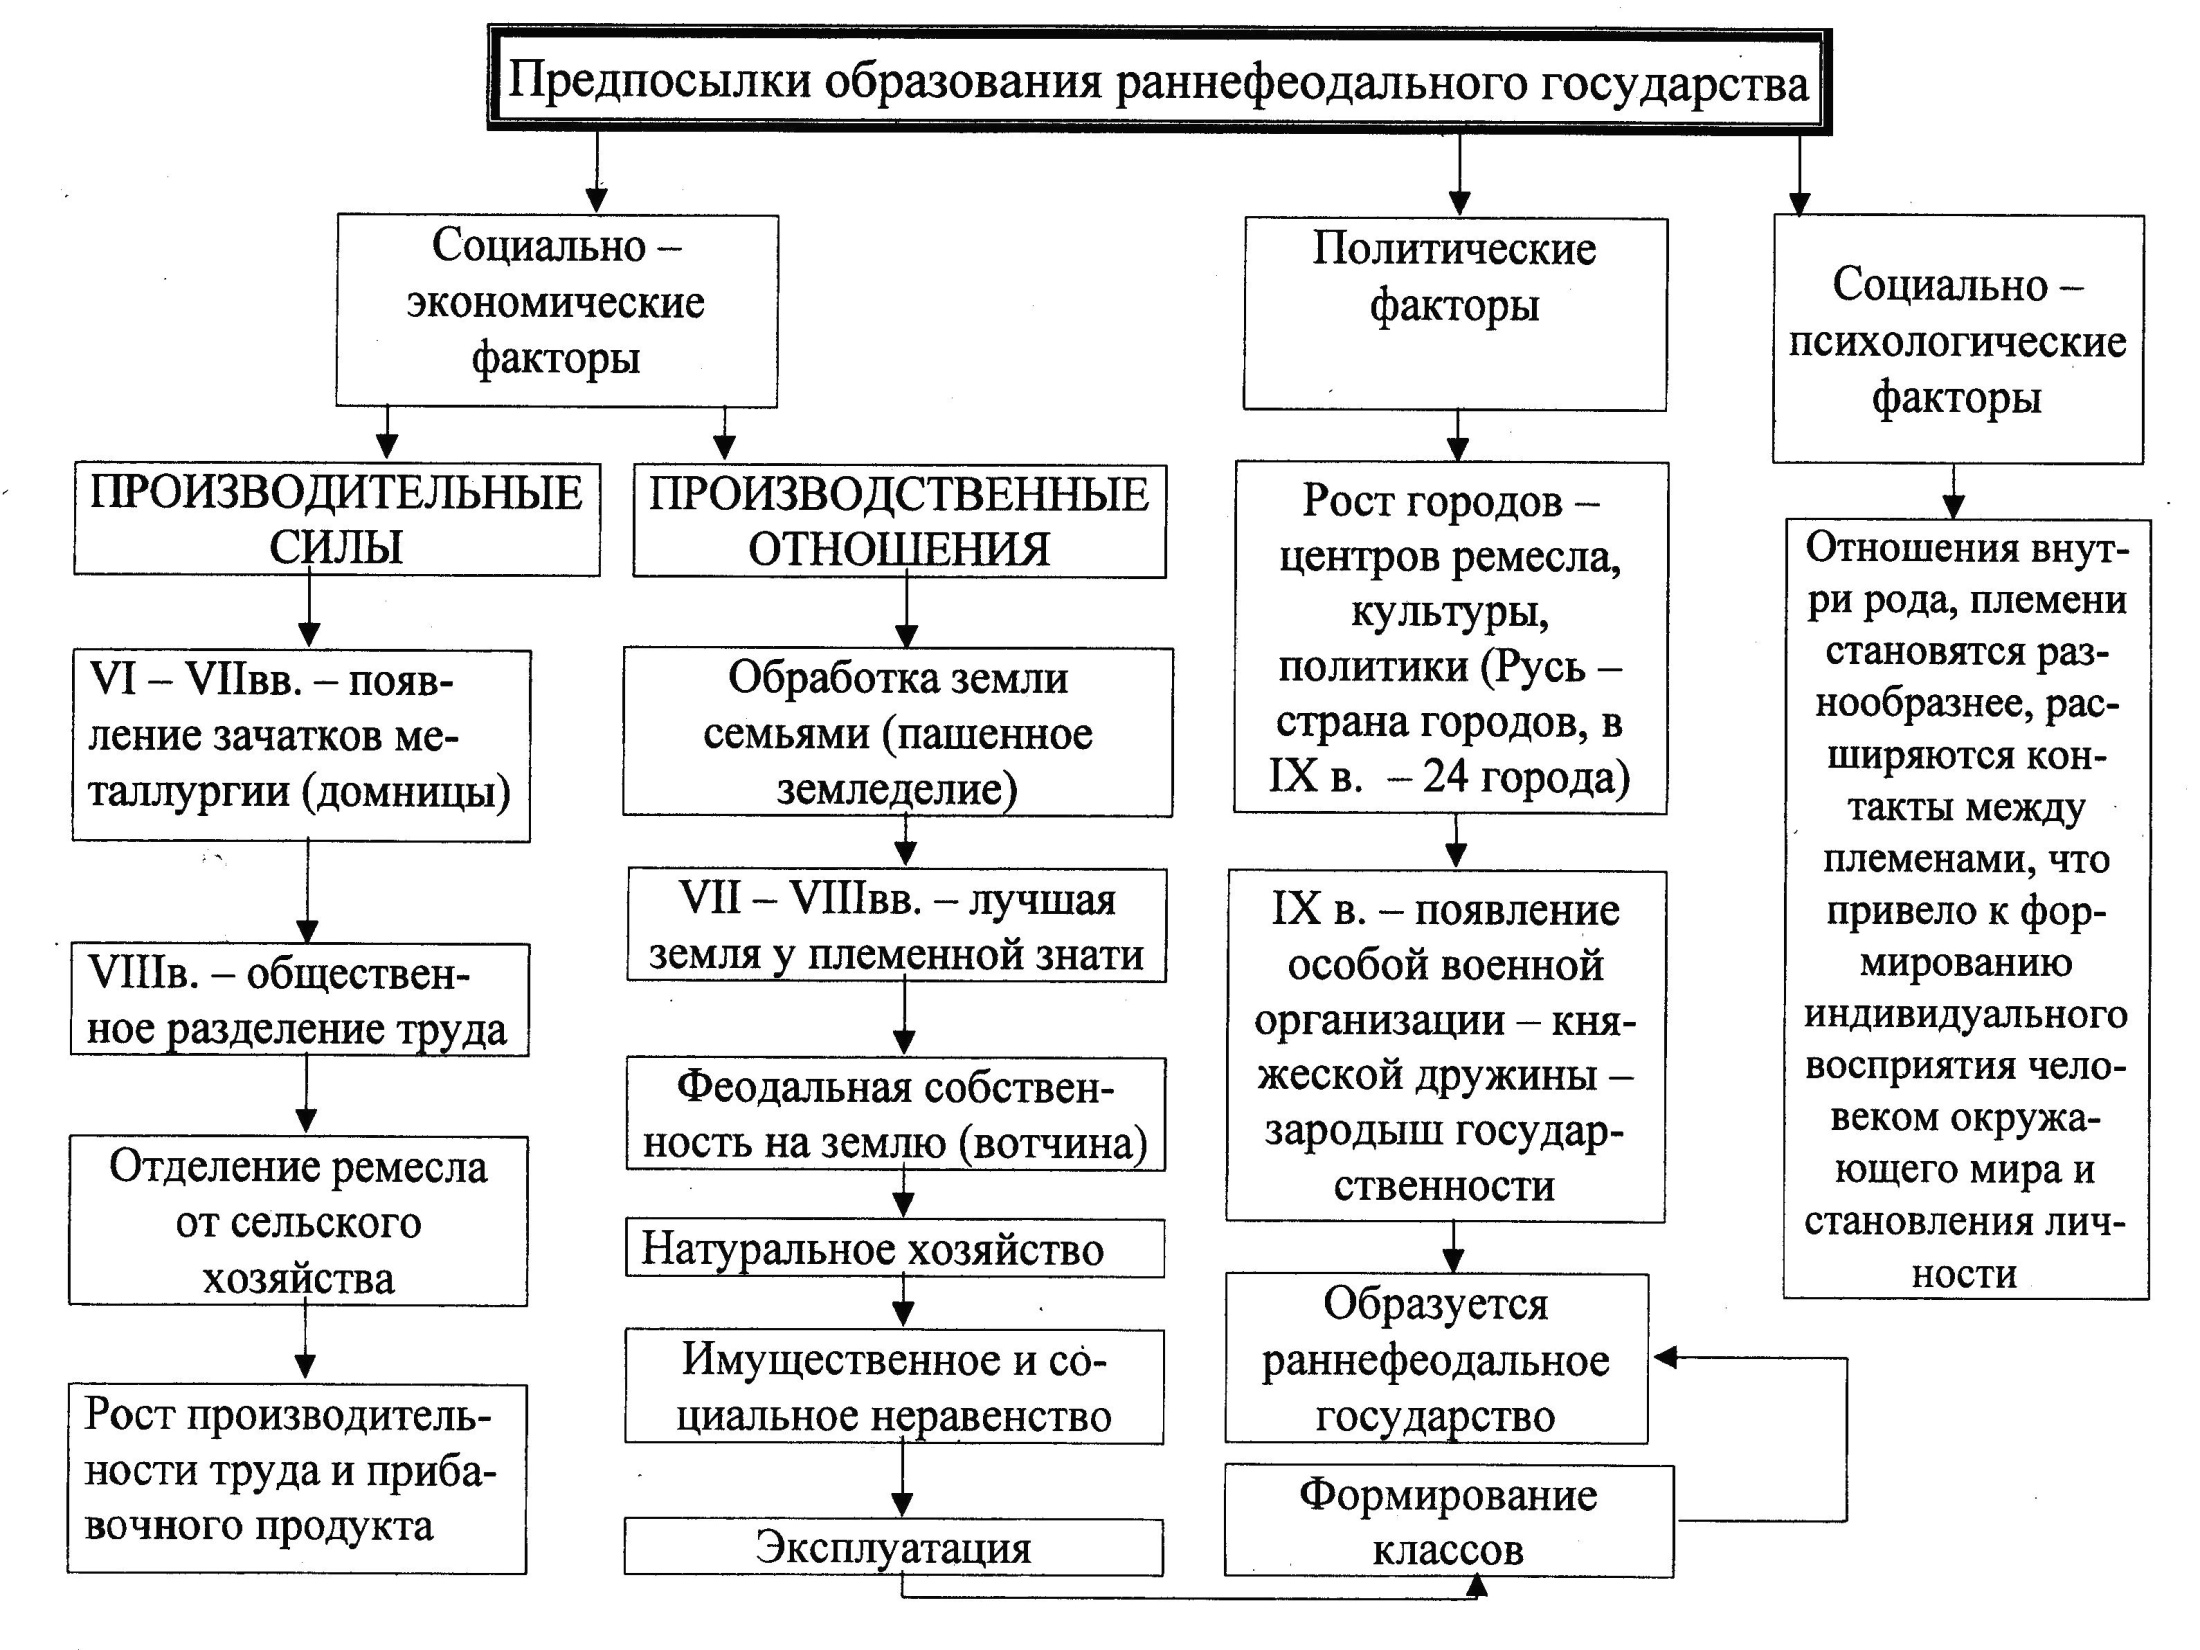 Предпосылки образования раннефеодального государства
Социально –
экономические
факторы
Политические
факторы
Социально –
психологические
факторы
ПРОИЗВОДИТЕЛЬНЫЕ
СИЛЫ
ПРОИЗВОДСТВЕННЫЕ
ОТНОШЕНИЯ
VI – VIIвв. – появ-
ление зачатков ме-
таллургии (домницы)
VIIIв. – обществен-
ное разделение труда
Отделение ремесла
от сельского
хозяйства
Рост производитель-
ности труда и приба-
вочного продукта
Обработка земли
семьями (пашенное
земледелие)
VII – VIIIвв. – лучшая
земля у племенной знати
Феодальная собствен-
ность на землю (вотчина)
Натуральное хозяйство
Имущественное и со-
циальное неравенство
Эксплуатация
Рост городов –
центров ремесла,
культуры,
политики (Русь –
страна городов, в
IX в. – 24 города)
IX в. – появление
особой военной
организации – кня-
жеской дружины –
зародыш государ-
ственности
Образуется
раннефеодальное
государство
Формирование
классов
Отношения внут-
ри рода, племени
становятся раз-
нообразнее, рас-
ширяются кон-
такты между
племенами, что
привело к фор-
мированию
индивидуального
восприятия чело-
веком окружа-
ющего мира и
становления лич-
ности